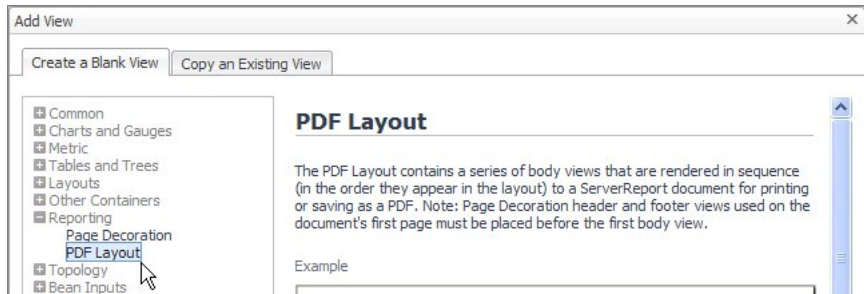 Add View
Create a Blank View
Copy an Existing View
Common
Charts and Gauges
Metric
Tables and Trees
Layouts
Other Containers
Reporting
Page Decoration
PDF Layout
Topology
Bean Inputs
PDF Layout
The PDF Layout contains a series of body views that are rendered in sequence
(in the order they appear in the layout) to a ServerReport document for printing
or saving as a PDF. Note: Page Decoration header and footer views used on the
document's first page must be placed before the first body view.
Example